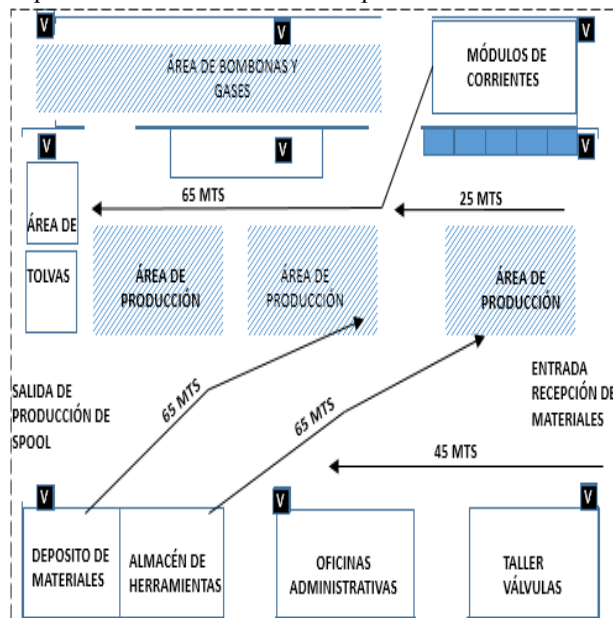 V
V
V
ÁREA DE BOMBONAS Y
GASES
MÓDULOS DE
CORRIENTES
V
V
V
65 MTS
25 MTS
ÁREA DE
TOLVAS
ÁREA DE
PRODUCCIÓN
ÁREA DE
PRODUCCIÓN
ÁREA DE
PRODUCCIÓN
SALIDA DE
PRODUCCIÓN DE
SPOOL
65 MTS
65 MTS
ENTRADA
RECEPCIÓN DE
MATERIALES
45 MTS
V
V
V
DEPOSITO DE
MATERIALES
ALMACÉN DE
HERRAMIENTAS
OFICINAS
ADMINISTRATIVAS
TALLER
VÁLVULAS